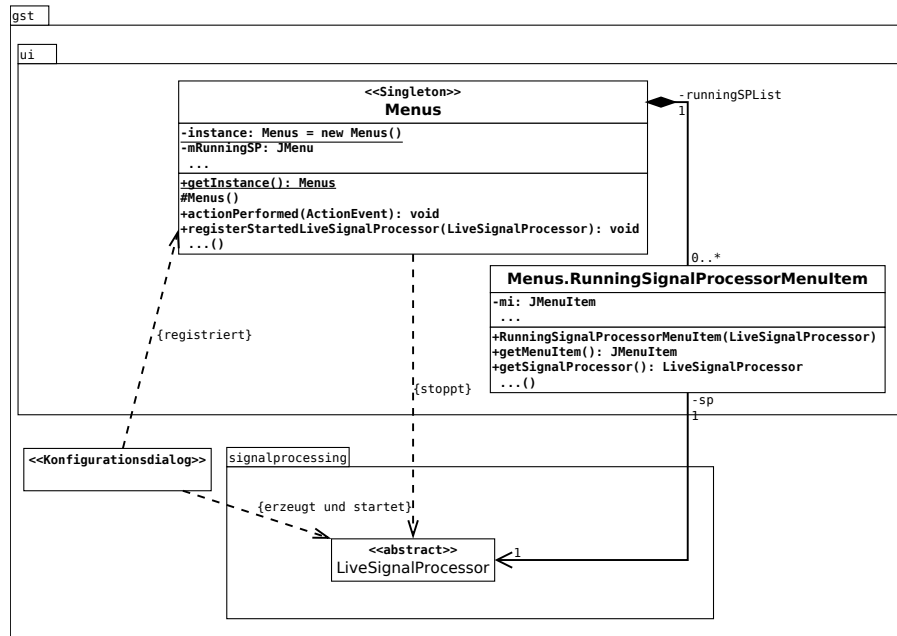 gst
ui
<<Singleton>>
Menus
-instance: Menus = new Menus()
-mRunningSP: JMenu
...
+getInstance(): Menus
#Menus()
+actionPerformed(ActionEvent): void
+registerStartedLiveSignalProcessor(LiveSignalProcessor): void
...()
-runningSPList
1
0..*
Menus.RunningSignalProcessorMenuItem
-mi: JMenuItem
...
+RunningSignalProcessorMenuItem(LiveSignalProcessor)
+getMenuItem(): JMenuItem
+getSignalProcessor(): LiveSignalProcessor
...()
{registriert}
{stoppt}
-sp
1
<<Konfigurationsdialog>>
signalprocessing
{erzeugt und startet}
<<abstract>>
LiveSignalProcessor
1